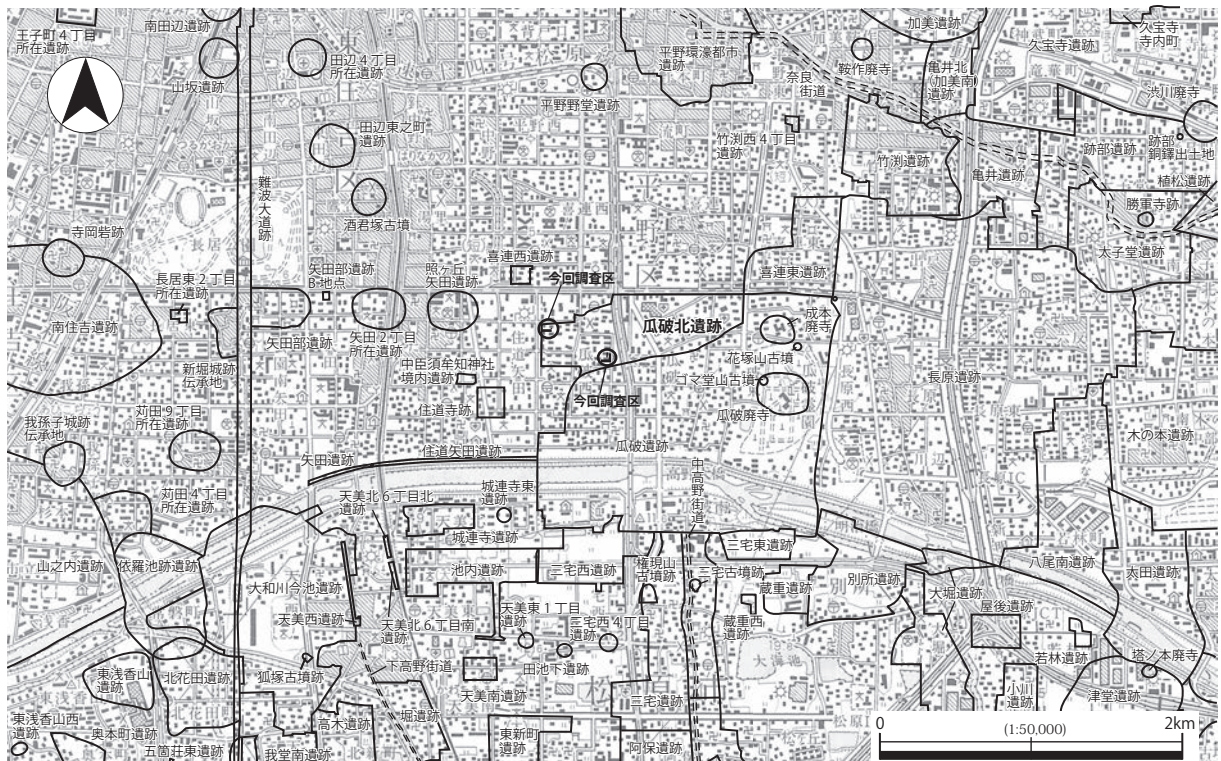 王子町4丁目
所在遺跡
南田辺遺跡
山坂遺跡
田辺4丁目
所在遺跡
平野環濠都市
遺跡
奈良
街道
加美遺跡
鞍作廃寺
亀井北
(加美南)
遺跡
久宝寺遺跡
久宝寺
寺内町
渋川廃寺
平野野堂遺跡
田辺東之町
遺跡
竹渕西4丁目
遺跡
竹渕遺跡
亀井遺跡
跡部遺跡
跡部
銅鐸出土地
植松遺跡
勝軍寺跡
太子堂遺跡
難波大道跡
酒君塚古墳
寺岡砦跡
長居公園
長居東2丁目
所在遺跡
南住吉遺跡
矢田部遺跡
B地点
照ヶ丘
矢田遺跡
喜連西遺跡
今回調査区
喜連東遺跡
瓜破北遺跡
成本
廃寺
矢田部遺跡
矢田2丁目
所在遺跡
新堀城跡
伝承地
中臣須牟知神社
境内遺跡
花塚山古墳
ゴマ堂山古墳
長原遺跡
住道寺跡
今回調査区
瓜破廃寺
我孫子城跡
伝承地
苅田9丁目
所在遺跡
木の本遺跡
矢田遺跡
住道矢田遺跡
瓜破遺跡
中高野街道
苅田4丁目
所在遺跡
天美北6丁目北
遺跡
城連寺東
遺跡
城連寺遺跡
山之内遺跡
依羅池跡遺跡
大和川今池遺跡
池内遺跡
三宅西遺跡
権現山
古墳跡
三宅東遺跡
三宅古墳跡
蔵重遺跡
別所遺跡
八尾南遺跡
太田遺跡
大堀遺跡
屋後遺跡
天美西遺跡
天美北6丁目南
遺跡
天美東1丁目
遺跡
三宅西4丁目
遺跡
蔵重西
遺跡
大海池
若林遺跡
塔ノ本廃寺
東浅香山
遺跡
北花田遺跡
狐塚古墳跡
下高野街道
田池下遺跡
天美南遺跡
三宅遺跡
小川
遺跡
東浅香山西
遺跡
奥本町遺跡
五箇荘東遺跡
高木遺跡
堀遺跡
我堂南遺跡
東新町
遺跡
阿保遺跡
0
(1:50,000)
2km